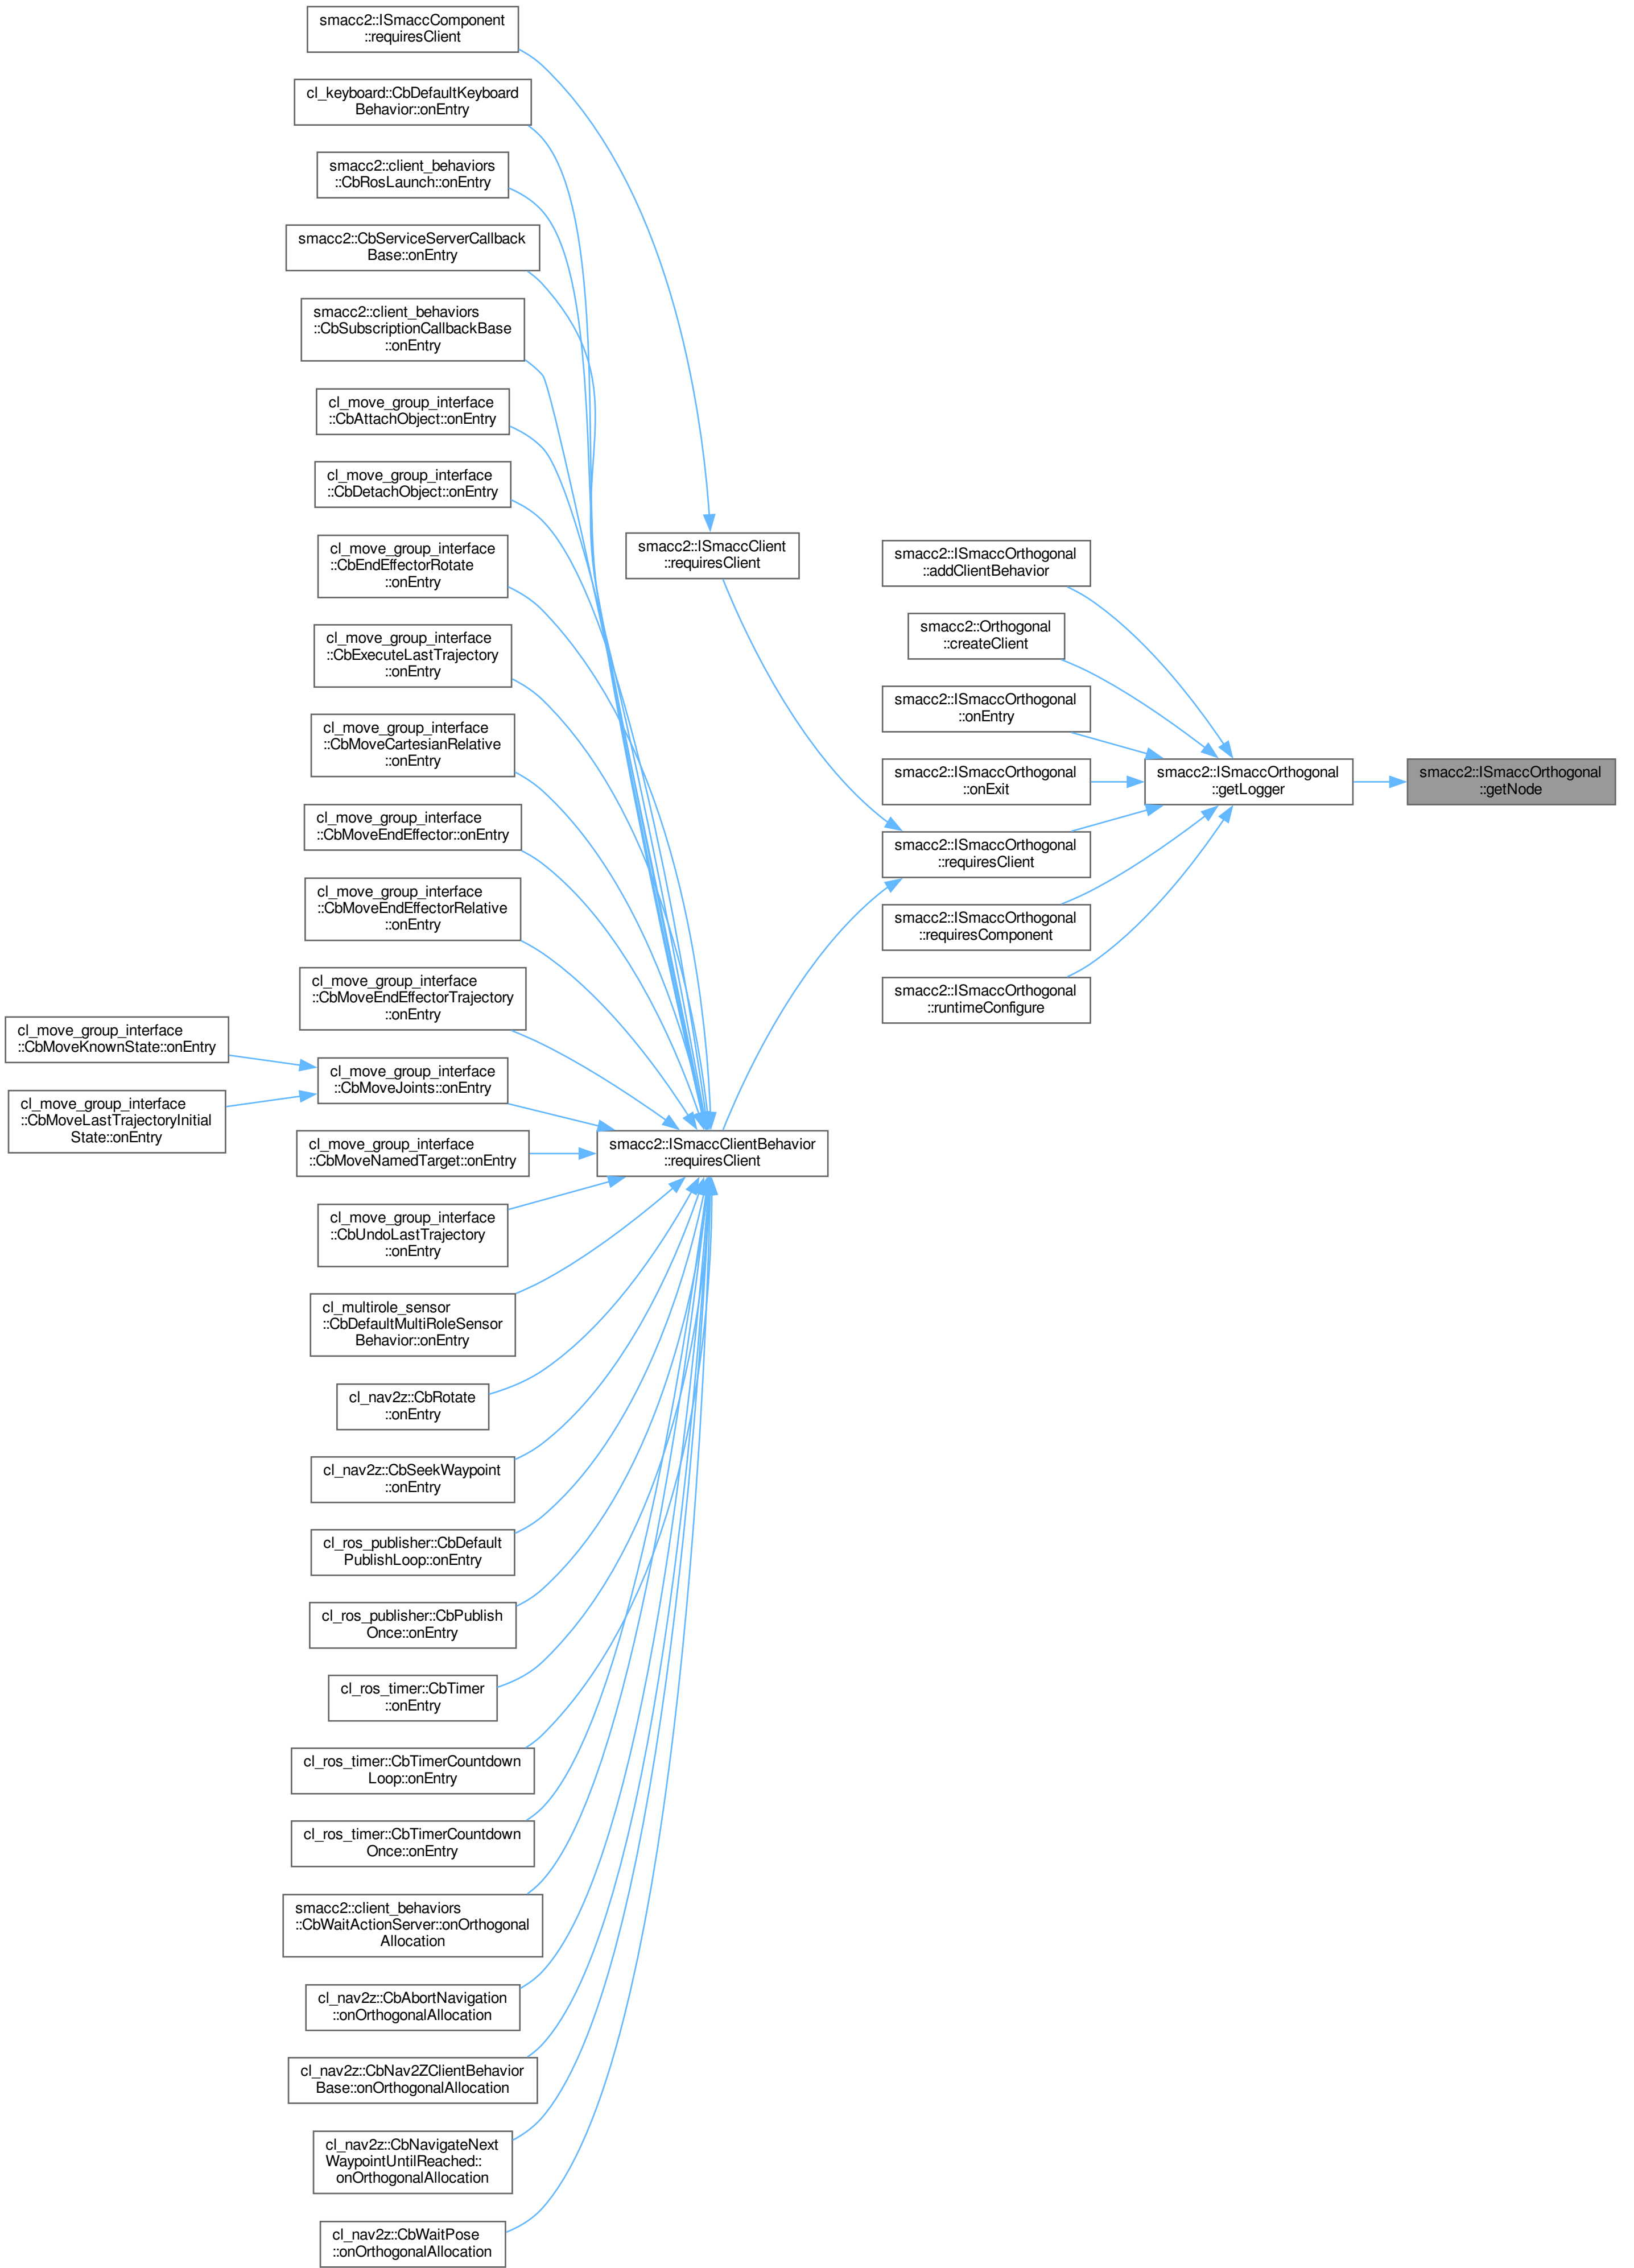 smacc2::ISmaccComponent
::requiresClient
cl_keyboard::CbDefaultKeyboard
Behavior::onEntry
smacc2::client_behaviors
::CbRosLaunch::onEntry
smacc2::CbServiceServerCallback
Base::onEntry
smacc2::client_behaviors
::CbSubscriptionCallbackBase
::onEntry
cl_move_group_interface
::CbAttachObject::onEntry
cl_move_group_interface
::CbDetachObject::onEntry
cl_move_group_interface
::CbEndEffectorRotate
::onEntry
cl_move_group_interface
::CbExecuteLastTrajectory
::onEntry
cl_move_group_interface
::CbMoveCartesianRelative
::onEntry
cl_move_group_interface
::CbMoveEndEffector::onEntry
cl_move_group_interface
::CbMoveEndEffectorRelative
::onEntry
cl_move_group_interface
::CbMoveEndEffectorTrajectory
::onEntry
cl_move_group_interface
::CbMoveKnownState::onEntry
cl_move_group_interface
::CbMoveLastTrajectoryInitial
State::onEntry
cl_move_group_interface
::CbMoveJoints::onEntry
cl_move_group_interface
::CbMoveNamedTarget::onEntry
cl_move_group_interface
::CbUndoLastTrajectory
::onEntry
cl_multirole_sensor
::CbDefaultMultiRoleSensor
Behavior::onEntry
cl_nav2z::CbRotate
::onEntry
cl_nav2z::CbSeekWaypoint
::onEntry
cl_ros_publisher::CbDefault
PublishLoop::onEntry
cl_ros_publisher::CbPublish
Once::onEntry
cl_ros_timer::CbTimer
::onEntry
cl_ros_timer::CbTimerCountdown
Loop::onEntry
cl_ros_timer::CbTimerCountdown
Once::onEntry
smacc2::client_behaviors
::CbWaitActionServer::onOrthogonal
Allocation
cl_nav2z::CbAbortNavigation
::onOrthogonalAllocation
cl_nav2z::CbNav2ZClientBehavior
Base::onOrthogonalAllocation
cl_nav2z::CbNavigateNext
WaypointUntilReached::
onOrthogonalAllocation
cl_nav2z::CbWaitPose
::onOrthogonalAllocation
smacc2::ISmaccClient
::requiresClient
smacc2::ISmaccClientBehavior
::requiresClient
smacc2::ISmaccOrthogonal
::addClientBehavior
smacc2::Orthogonal
::createClient
smacc2::ISmaccOrthogonal
::onEntry
smacc2::ISmaccOrthogonal
::onExit
smacc2::ISmaccOrthogonal
::requiresClient
smacc2::ISmaccOrthogonal
::requiresComponent
smacc2::ISmaccOrthogonal
::runtimeConfigure
smacc2::ISmaccOrthogonal
::getLogger
smacc2::ISmaccOrthogonal
::getNode